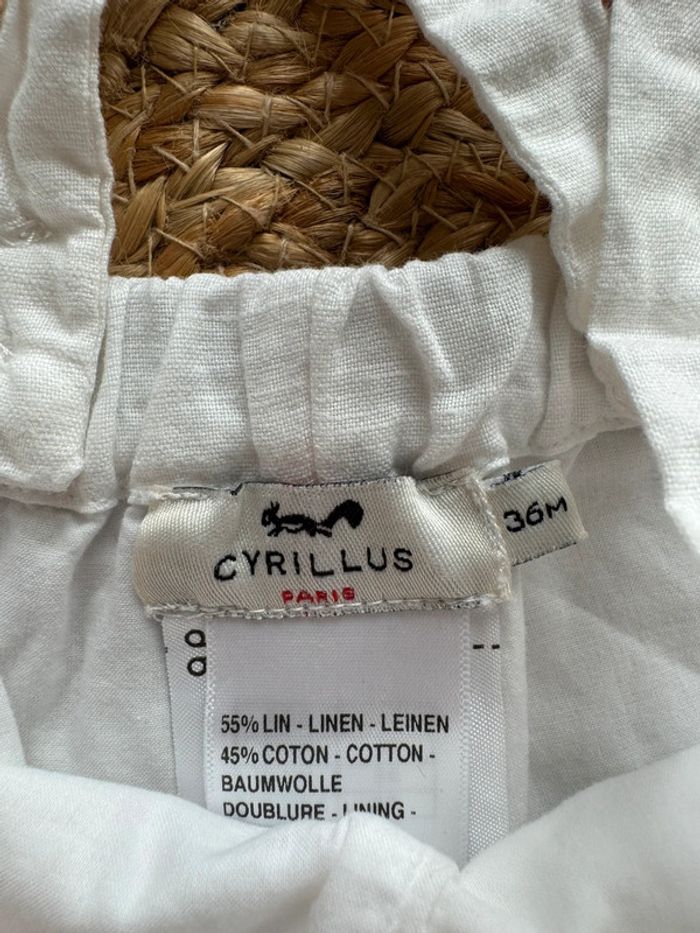 CYRILLUS
PARIS
36M
55% LIN - LINEN - LEINEN
45% COTON - COTTON -
BAUMWOLLE
DOUBLURE - LINING -